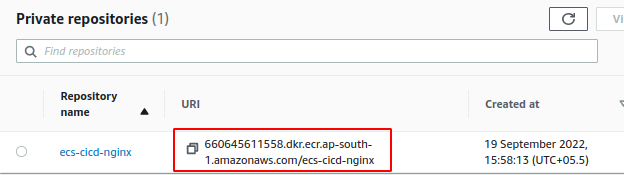 Private repositories (1)
VI
Find repositories
Repository
name
URI
Created at
ecs-cicd-nginx
660645611558.dkr.ecr.ap-south-
1.amazonaws.com/ecs-cicd-nginx
19 September 2022,
15:58:13 (UTC+05.5)